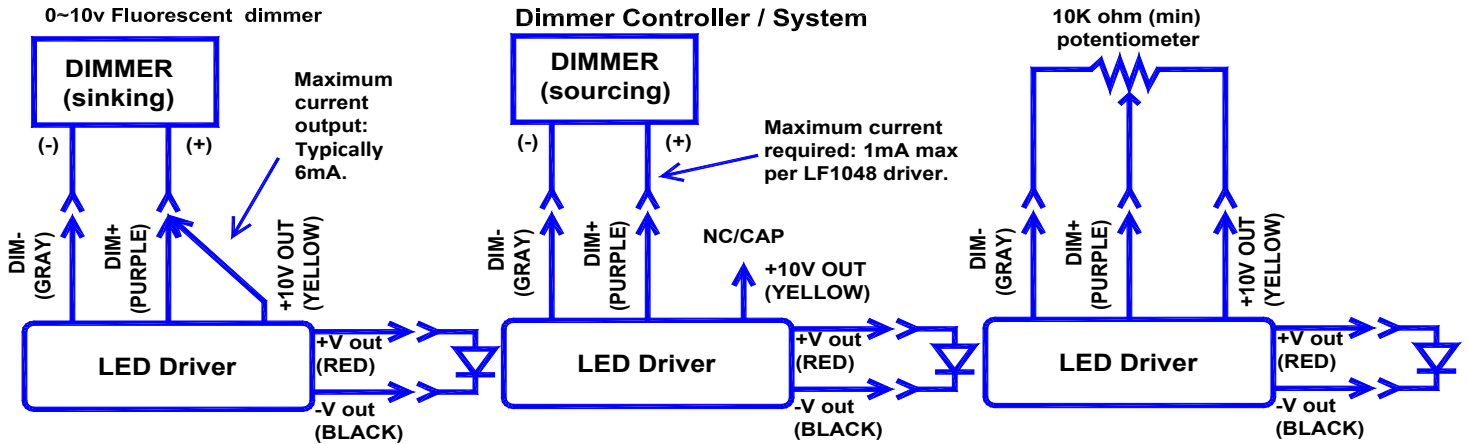 0~10v Fluorescent dimmer
DIMMER
(sinking)
(-)
(+)
Maximum
current
output:
Typically
6mA.
DIM-
(GRAY)
DIM+
(PURPLE)
+10V OUT
(YELLOW)
LED Driver
+V out
(RED)
-V out
(BLACK)
Dimmer Controller / System
DIMMER
(sourcing)
(-)
(+)
Maximum current
required: 1mA max
per LF1048 driver.
DIM-
(GRAY)
DIM+
(PURPLE)
NC/CAP
+10V OUT
(YELLOW)
LED Driver
+V out
(RED)
-V out
(BLACK)
10K ohm (min)
potentiometer
DIM-
(GRAY)
DIM+
(PURPLE)
+10V OUT
(YELLOW)
LED Driver
+V out
(RED)
-V out
(BLACK)